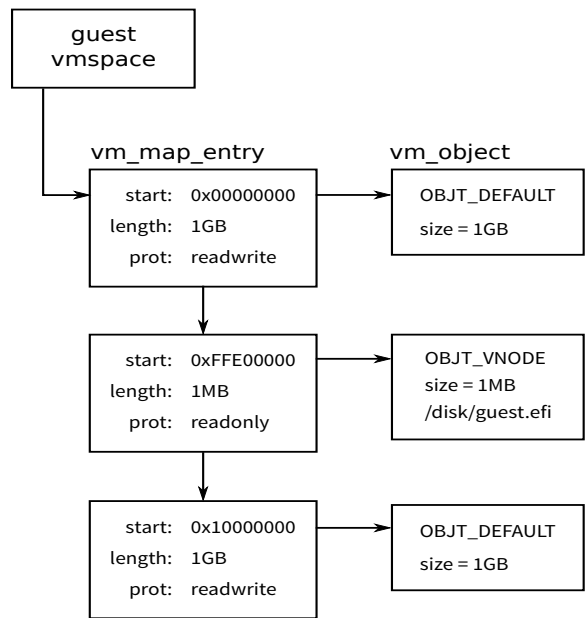 guest
vmspace
vm_map_entry
vm_object
start: 0x00000000
length: 1GB
prot: readwrite
OBJT_DEFAULT
size = 1GB
start: 0xFFE00000
length: 1MB
prot: readonly
OBJT_VNODE
size = 1MB
/disk/guest.efi
start: 0x10000000
length: 1GB
prot: readwrite
OBJT_DEFAULT
size = 1GB